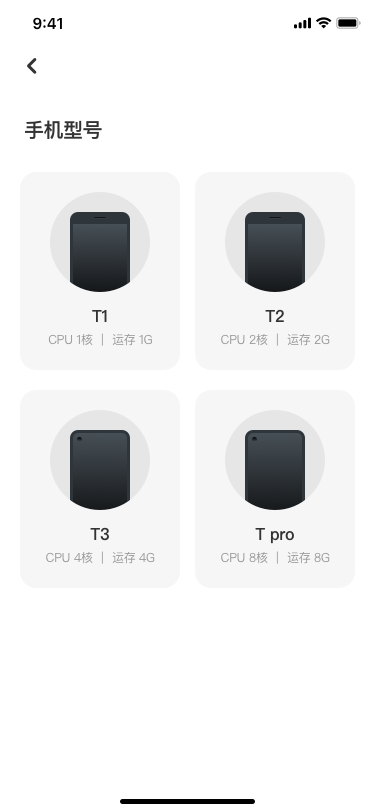 9:41
手机型号
T1
CPU 1核 | 运存 1G
T2
CPU 2核 | 运存 2G
T3
CPU 4核 | 运存 4G
T pro
CPU 8核 | 运存 8G